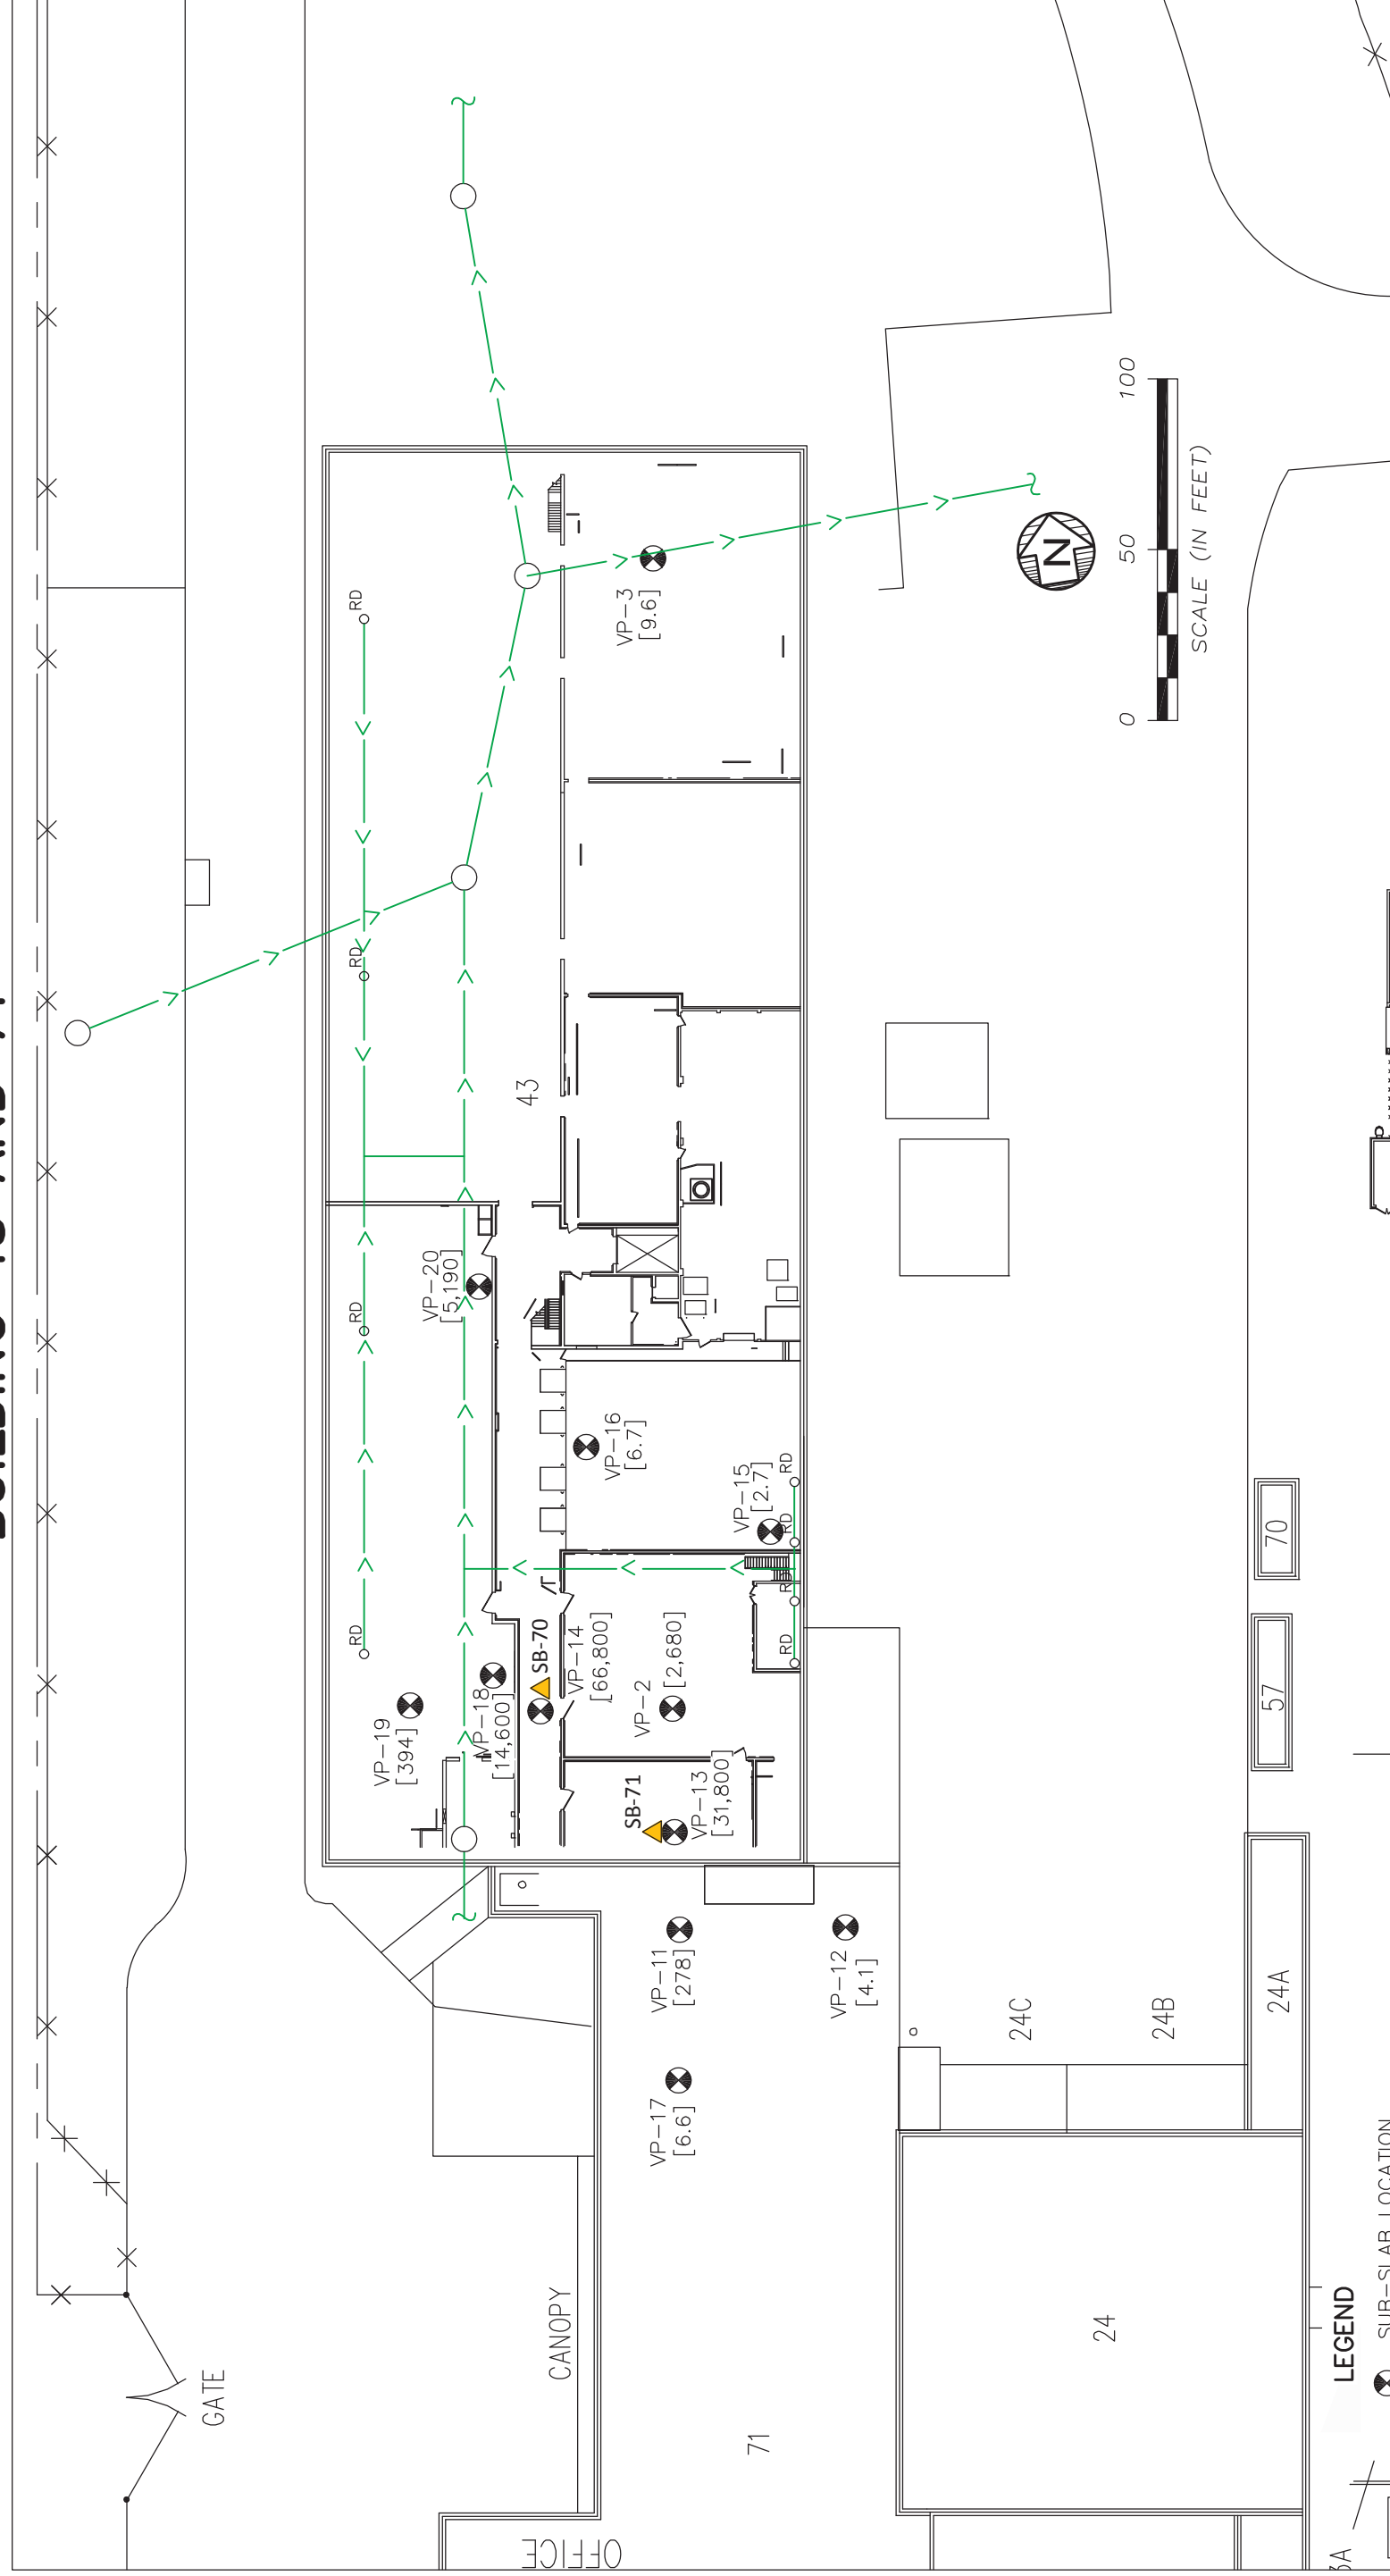 GATE
CANOPY
OFFICE
71
43
RD
RD
RD
RD
VP-20
[5,190]
VP-19
[394]
VP-18
[14,600]
SB-70
VP-14
[66,800]
VP-2
[2,680]
SB-71
VP-13
[31,800]
VP-16
[6.7]
VP-15
[2.7]
RD
RD
RD
VP-3
[9.6]
VP-11
[278]
VP-12
[4.1]
VP-17
[6.6]
N
0 50 100
SCALE (IN FEET)
24C
24B
24A
24
57
70
LEGEND
SUB-SLAB LOCATION